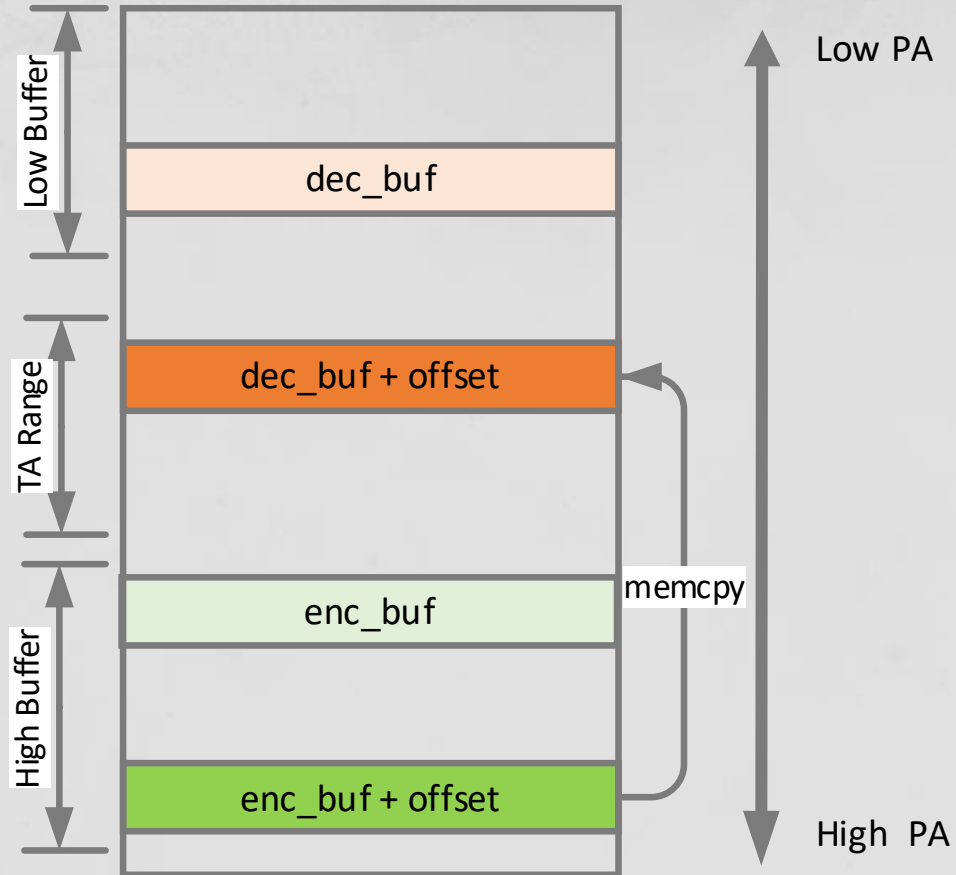 Low PA
Low Buffer
dec_buf
TA Range
dec_buf + offset
memcpy
High Buffer
enc_buf
enc_buf + offset
High PA